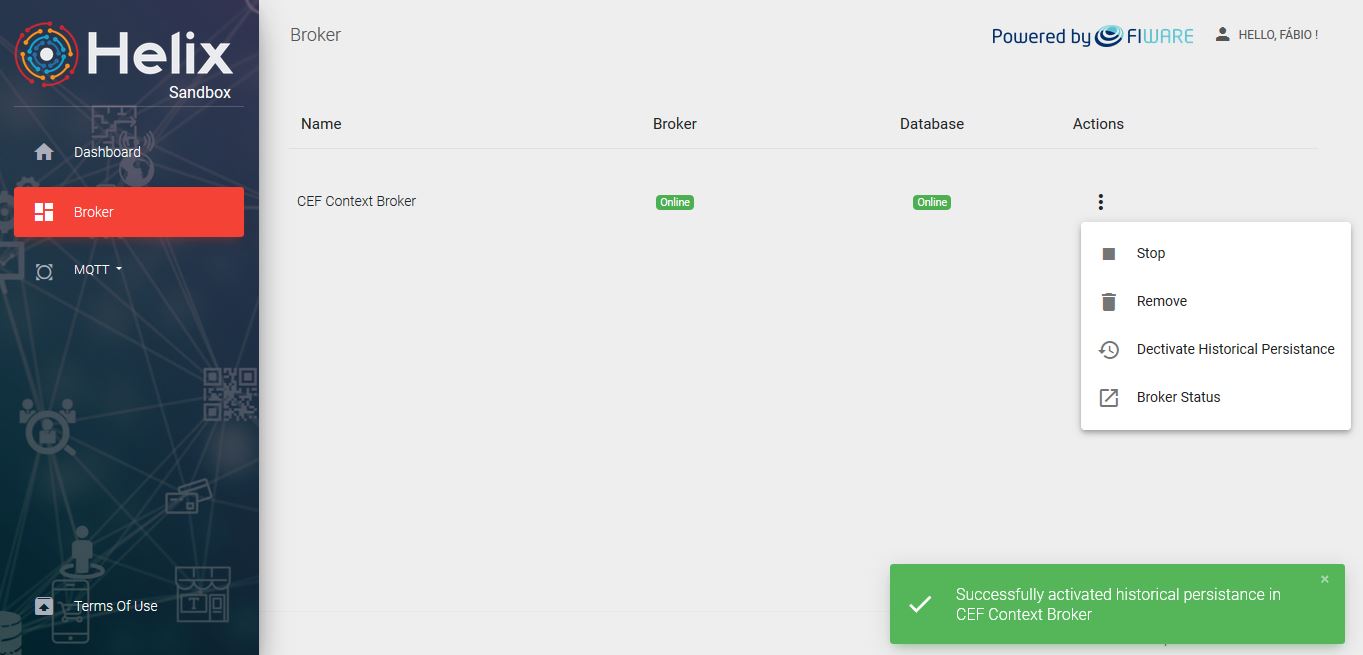 Helix
Sandbox
Dashboard
Broker
MQTT
Terms Of Use
Broker
Powered by FIWARE
HELLO, FÁBIO !
Name Broker Database Actions
CEF Context Broker Online Online
Stop
Remove
Dectivate Historical Persistance
Broker Status
Successfully activated historical persistance in
CEF Context Broker
×
T